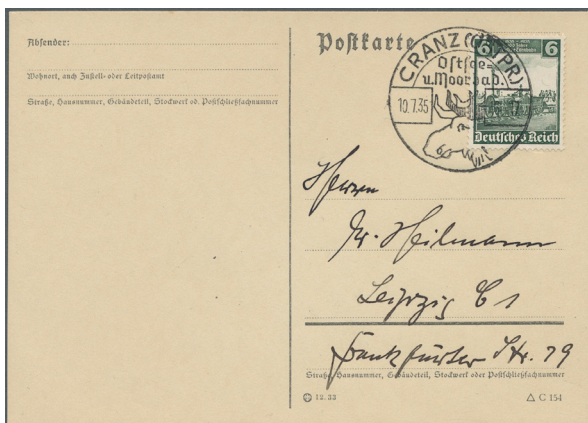 Absender:
Wohnort, auch Zustell- oder Leitpostamt
Straße, Hausnummer, Gebäudeteil, Stockwerk od. Postschließfachnummer
Postkarte
CRANZ (OSTPR)
Ostsee-
u. Moorbad.
10.7.35
6 6
Deutsches Reich
Herrn
Dr. Heilmann
Leipzig C 1
Frankfurter Str. 79
Straße, Hausnummer, Gebäudeteil, Stockwerk oder Postschließfachnummer
12. 33
C 154